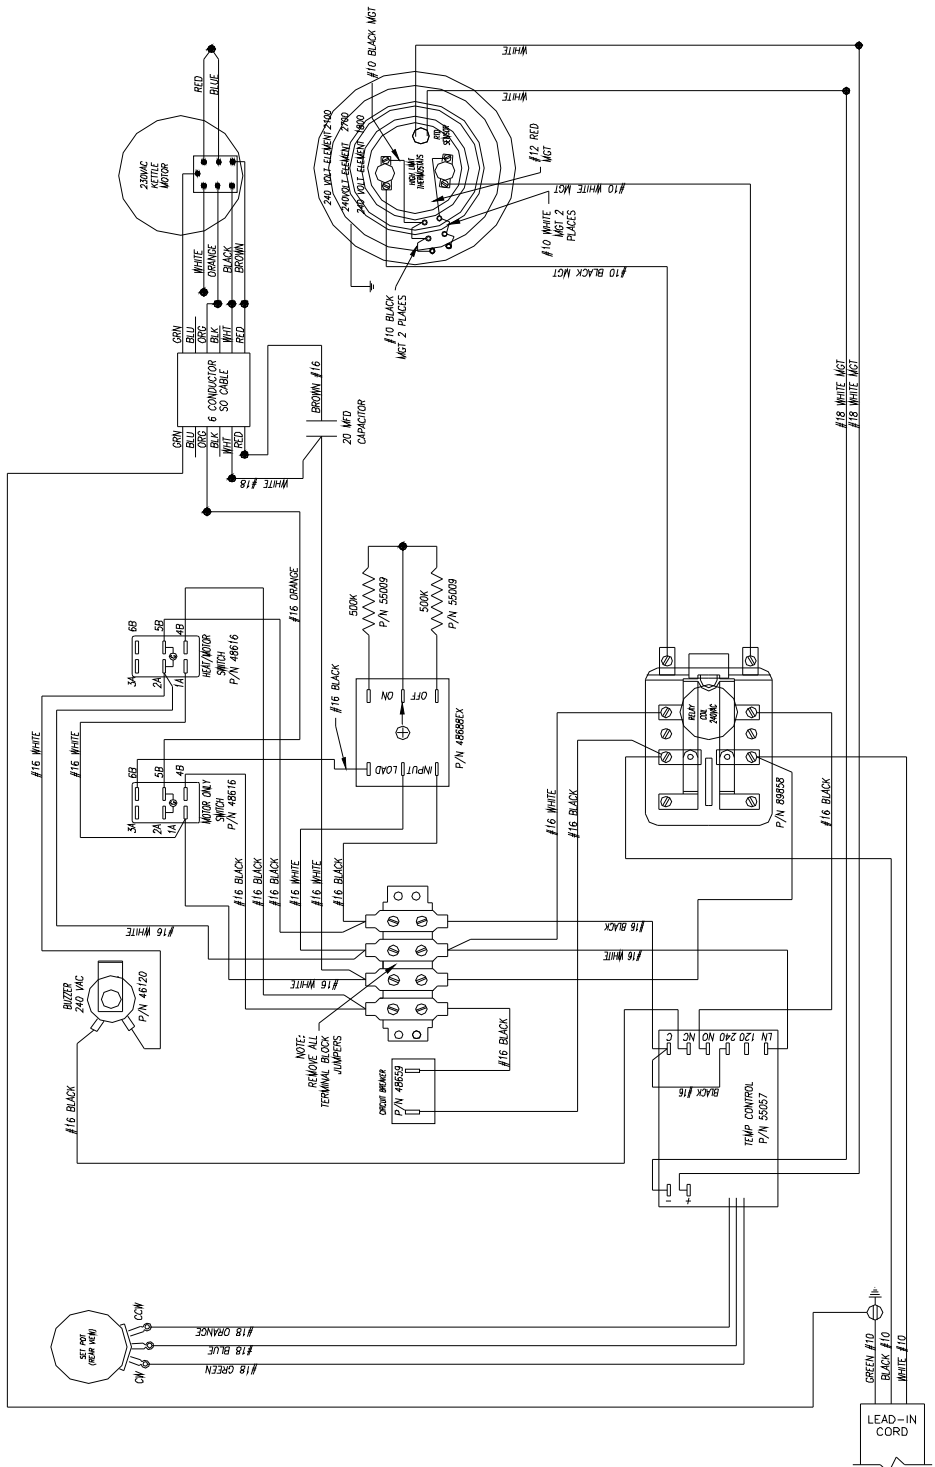 RED
BLUE
230VAC
KETTLE
MOTOR
WHITE
ORANGE
BLACK
BROWN
GRN
BLU
ORG
BLK
WHT
RED
6 CONDUCTOR
SO CABLE
GRN
BLU
ORG
BLK
WHT
RED
WHITE #18
BROWN #16
20 MFD
CAPACITOR
#10 BLACK MGT
WHITE
WHITE
240 VOLT ELEMENT 2100
240VOLT ELEMENT 2700
240 VOLT ELEMENT 1800
HIGH LIMIT
THERMOSTATS
RTD
SENSOR
#12 RED
MGT
#10 WHITE MGT
#10 WHITE
MGT 2
PLACES
#10 BLACK MGT
#10 BLACK
MGT 2 PLACES
#18 WHITE MGT
#18 WHITE MGT
#16 ORANGE
6B
5B
4B
3A
2A
1A
HEAT/MOTOR
SWITCH
P/N 48616
6B
5B
4B
3A
2A
1A
MOTOR ONLY
SWITCH
P/N 48616
#16 WHITE
#16 WHITE
#16 BLACK
500K
P/N 55009
500K
P/N 55009
ON
OFF
LOAD
INPUT
P/N 48688EX
RELAY
COIL
240VAC
P/N 89858
#16 WHITE
#16 BLACK
#16 BLACK
#16 BLACK
#16 BLACK
#16 BLACK
#16 WHITE
#16 WHITE
#16 BLACK
#16 WHITE
#16 WHITE
#16 BLACK
#16 WHITE
BUZZER
240 VAC
P/N 46120
#16 BLACK
NOTE:
REMOVE ALL
TERMINAL BLOCK
JUMPERS
CIRCUIT BREAKER
P/N 48659
#16 BLACK
C
NC
NO
240
120
LN
BLACK #16
TEMP CONTROL
P/N 55057
-
+
SET POT
(REAR VIEW)
CCW
CW
#18 ORANGE
#18 BLUE
#18 GREEN
GREEN #10
BLACK #10
WHITE #10
LEAD-IN
CORD